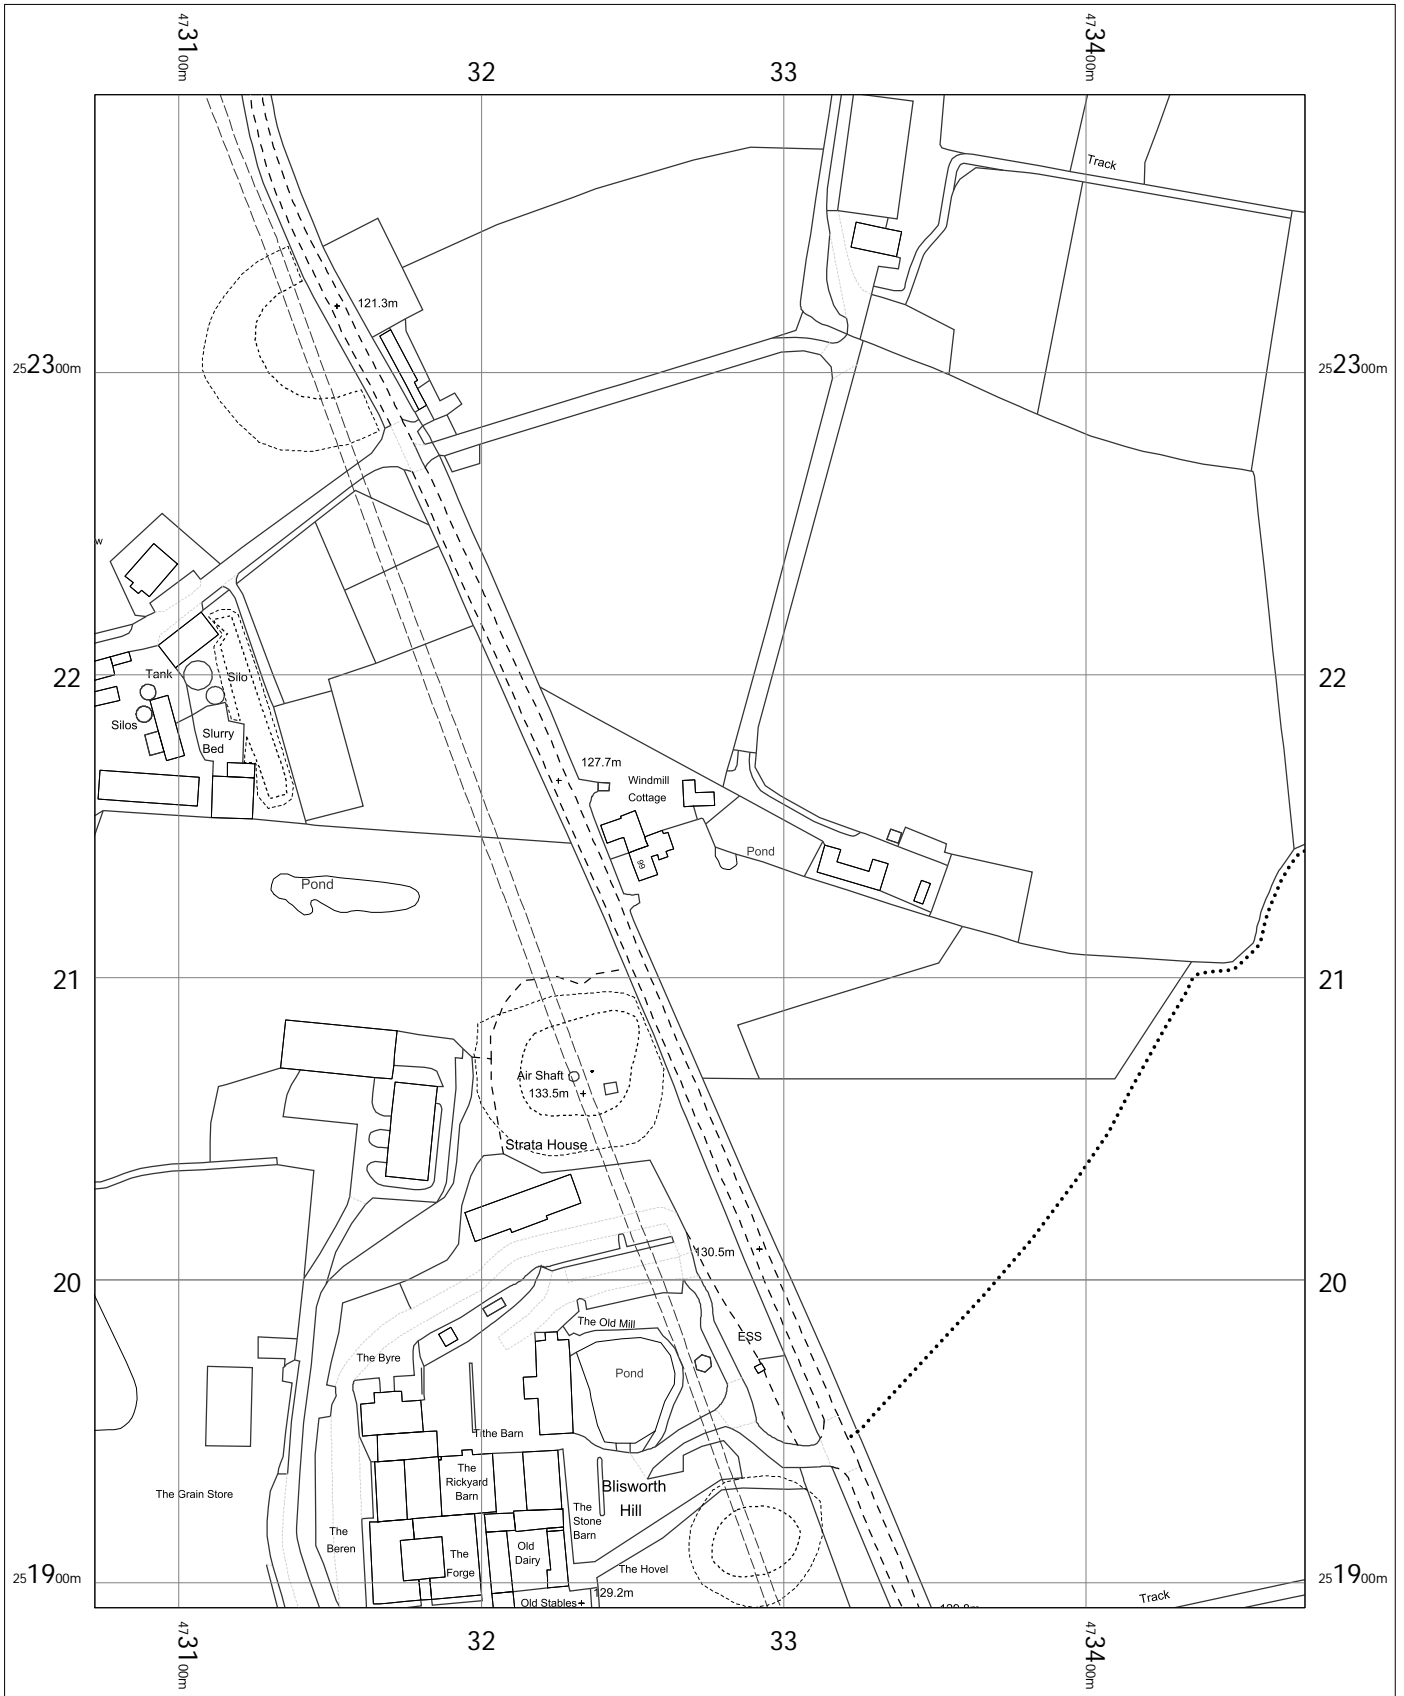 4731 00m
32
33
4734 00m
Track
121.3m
2523 00m
2523 00m
w
Tank
Silo
22
22
Silos
Slurry
Bed
127.7m
Windmill
Cottage
99
Pond
Pond
21
21
Air Shaft
133.5m
Strata House
130.5m
20
20
The Old Mill
ESS
The Byre
Pond
Tithe Barn
The
Rickyard
Barn
Blisworth
Hill
The Grain Store
The
Stone
Barn
The
Beren
The
Forge
Old
Dairy
The Hovel
2519 00m
2519 00m
129.2m
Old Stables
Track
4731 00m
32
33
4734 00m